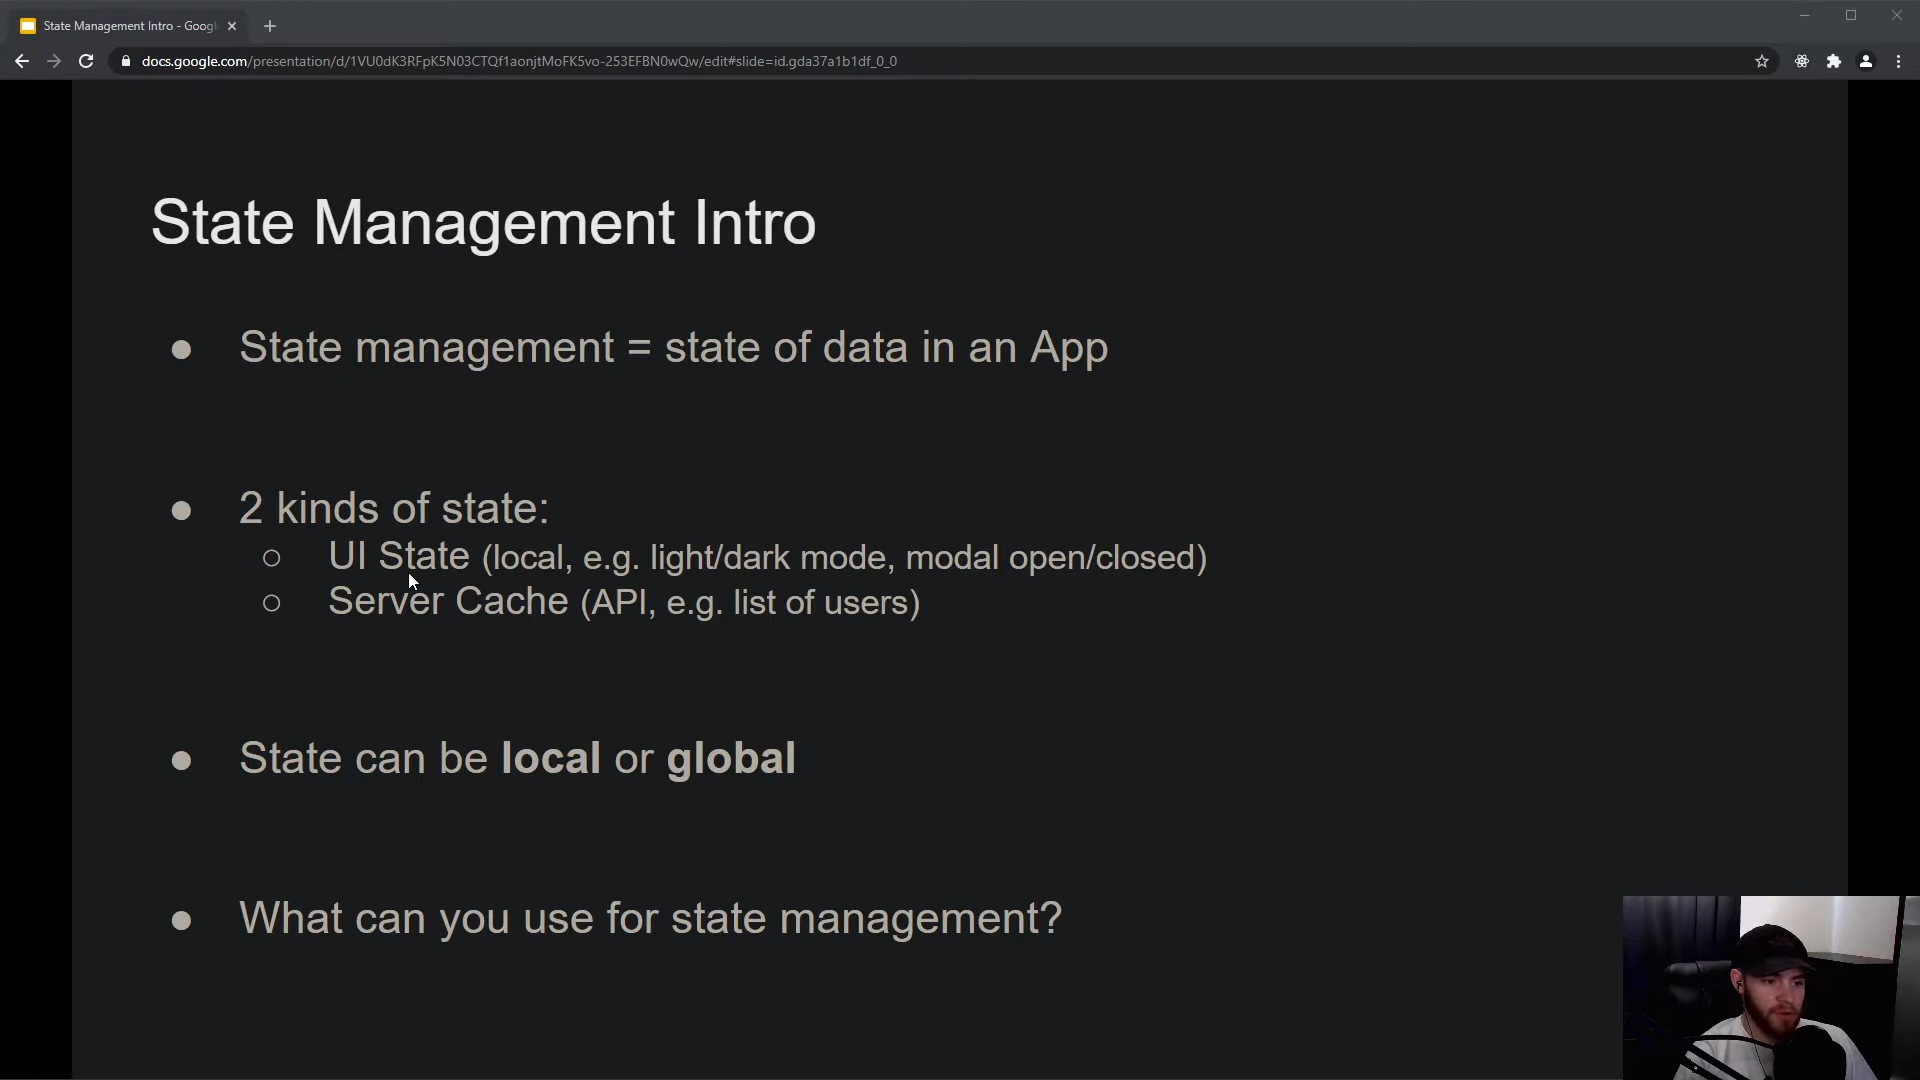 State Management Intro - Googl
docs.google.com/presentation/d/1VU0dK3RFpK5N03CTQf1aonjtMoFK5vo-253EFBN0wQw/edit#slide=id.gda37a1b1df_0_0
State Management Intro
● State management = state of data in an App
● 2 kinds of state:
○ UI State (local, e.g. light/dark mode, modal open/closed)
○ Server Cache (API, e.g. list of users)
● State can be local or global
● What can you use for state management?